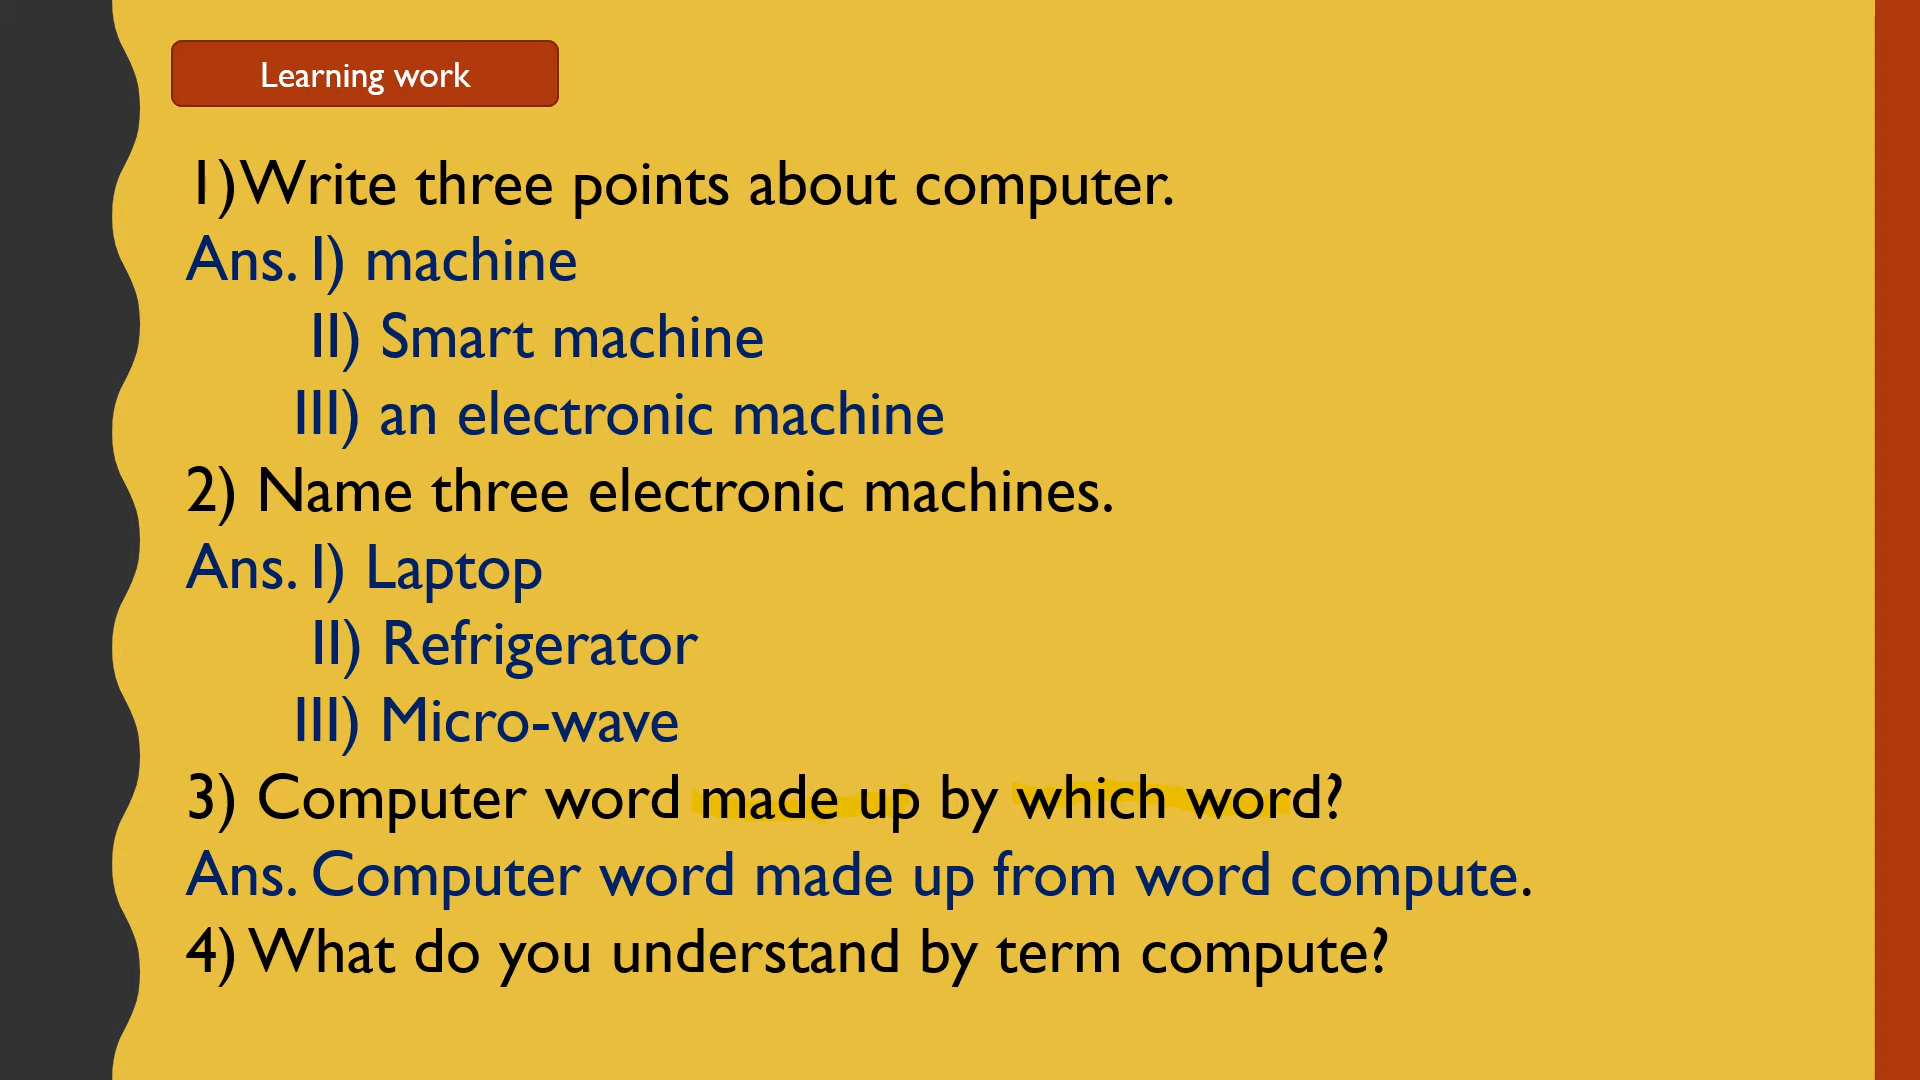 Learning work
1)Write three points about computer.
Ans. I) machine
II) Smart machine
III) an electronic machine
2) Name three electronic machines.
Ans. I) Laptop
II) Refrigerator
III) Micro-wave
3) Computer word made up by which word?
Ans. Computer word made up from word compute.
4) What do you understand by term compute?